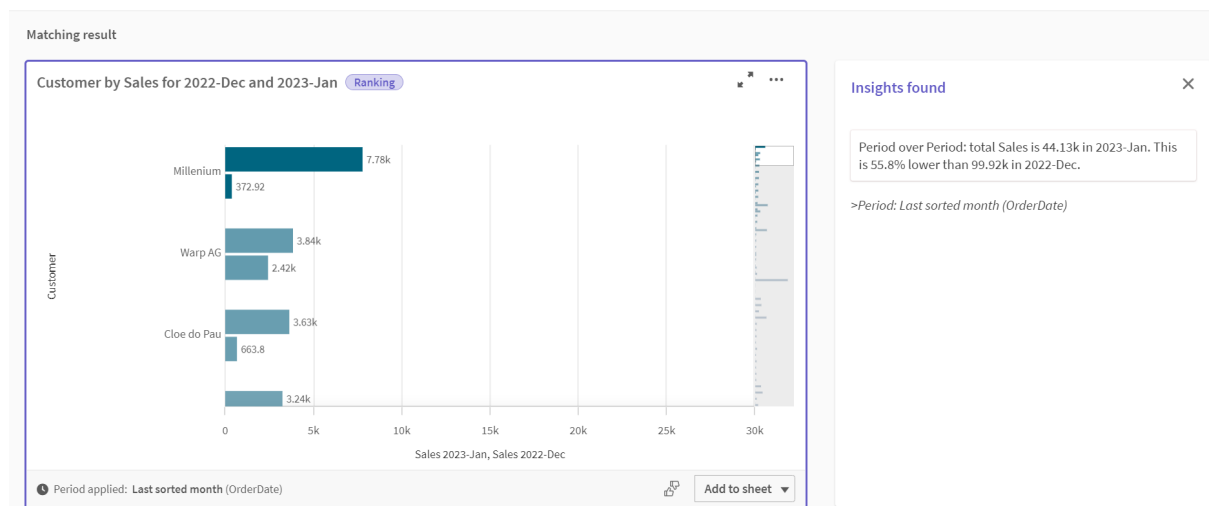 Matching result
Customer by Sales for 2022-Dec and 2023-Jan Ranking
Customer
Millenium
7.78k
372.92
Warp AG
3.84k
2.42k
Cloe do Pau
3.63k
663.8
3.24k
0 5k 10k 15k 20k 25k 30k
Sales 2023-Jan, Sales 2022-Dec
Period applied: Last sorted month (OrderDate)
Add to sheet
Insights found
Period over Period: total Sales is 44.13k in 2023-Jan. This
is 55.8% lower than 99.92k in 2022-Dec.
>Period: Last sorted month (OrderDate)